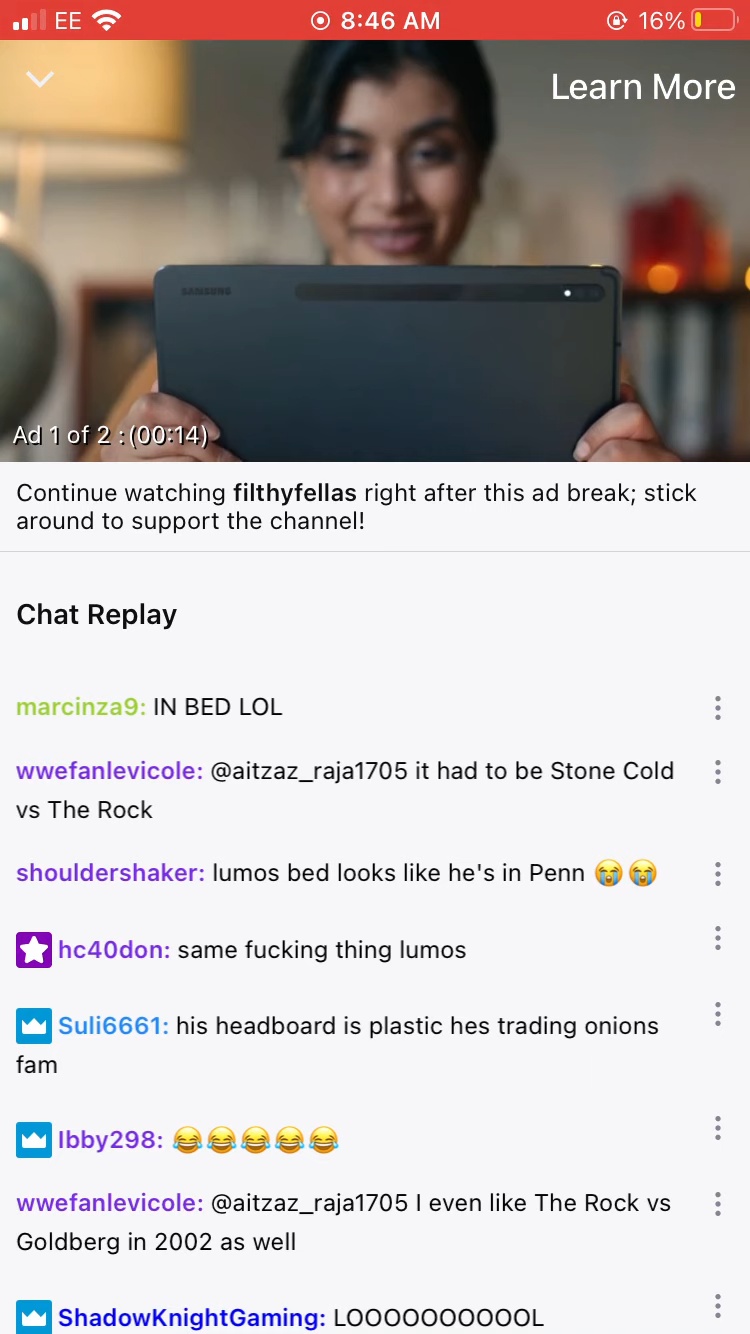 EE 8:46 AM 16%
Learn More
SAMSUNG
Ad 1 of 2 : (00:14)
Continue watching filthyfellas right after this ad break; stick
around to support the channel!
Chat Replay
marcinza9: IN BED LOL
wwefanlevicole: @aitzaz_raja1705 it had to be Stone Cold
vs The Rock
shouldershaker: lumos bed looks like he's in Penn 😭😭
hc40don: same fucking thing lumos
Suli6661: his headboard is plastic hes trading onions
fam
Ibby298: 😂😂😂😂😂
wwefanlevicole: @aitzaz_raja1705 I even like The Rock vs
Goldberg in 2002 as well
ShadowKnightGaming: LOOOOOOOOOOL